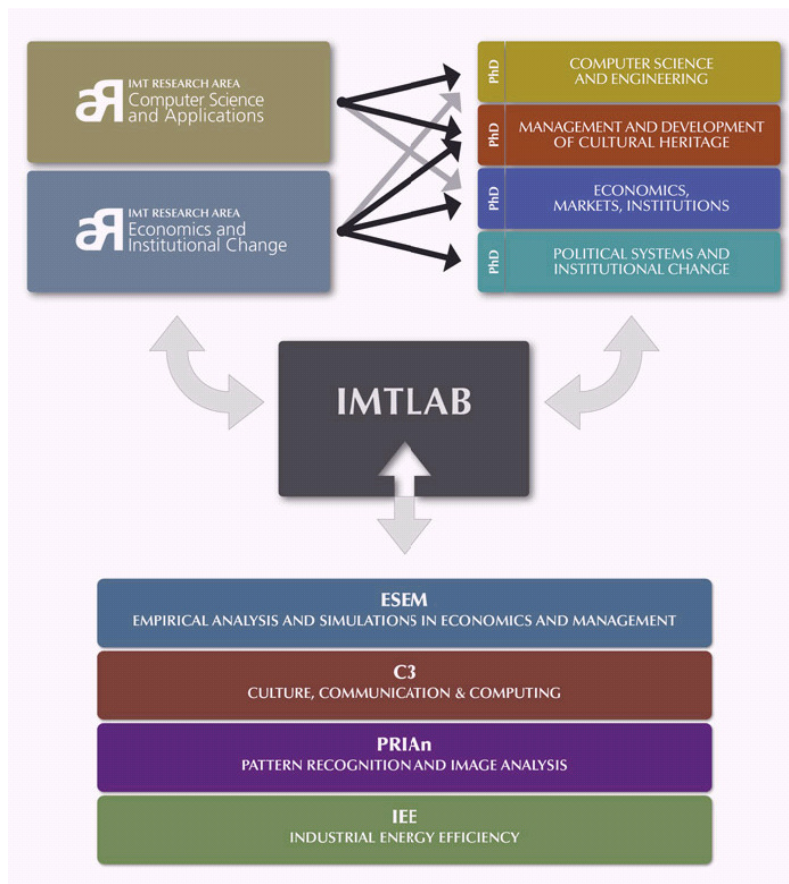 aR IMT RESEARCH AREA
Computer Science
and Applications
aR IMT RESEARCH AREA
Economics and
Institutional Change
PhD COMPUTER SCIENCE
AND ENGINEERING
PhD MANAGEMENT AND DEVELOPMENT
OF CULTURAL HERITAGE
PhD ECONOMICS,
MARKETS, INSTITUTIONS
PhD POLITICAL SYSTEMS AND
INSTITUTIONAL CHANGE
IMTLAB
ESEM
EMPIRICAL ANALYSIS AND SIMULATIONS IN ECONOMICS AND MANAGEMENT
C3
CULTURE, COMMUNICATION & COMPUTING
PRIAn
PATTERN RECOGNITION AND IMAGE ANALYSIS
IEE
INDUSTRIAL ENERGY EFFICIENCY